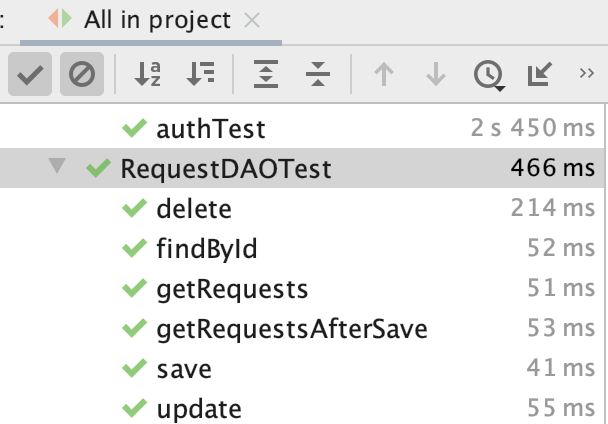 : All in project
authTest 2 s 450 ms
RequestDAOTest 466 ms
delete 214 ms
findById 52 ms
getRequests 51 ms
getRequestsAfterSave 53 ms
save 41 ms
update 55 ms